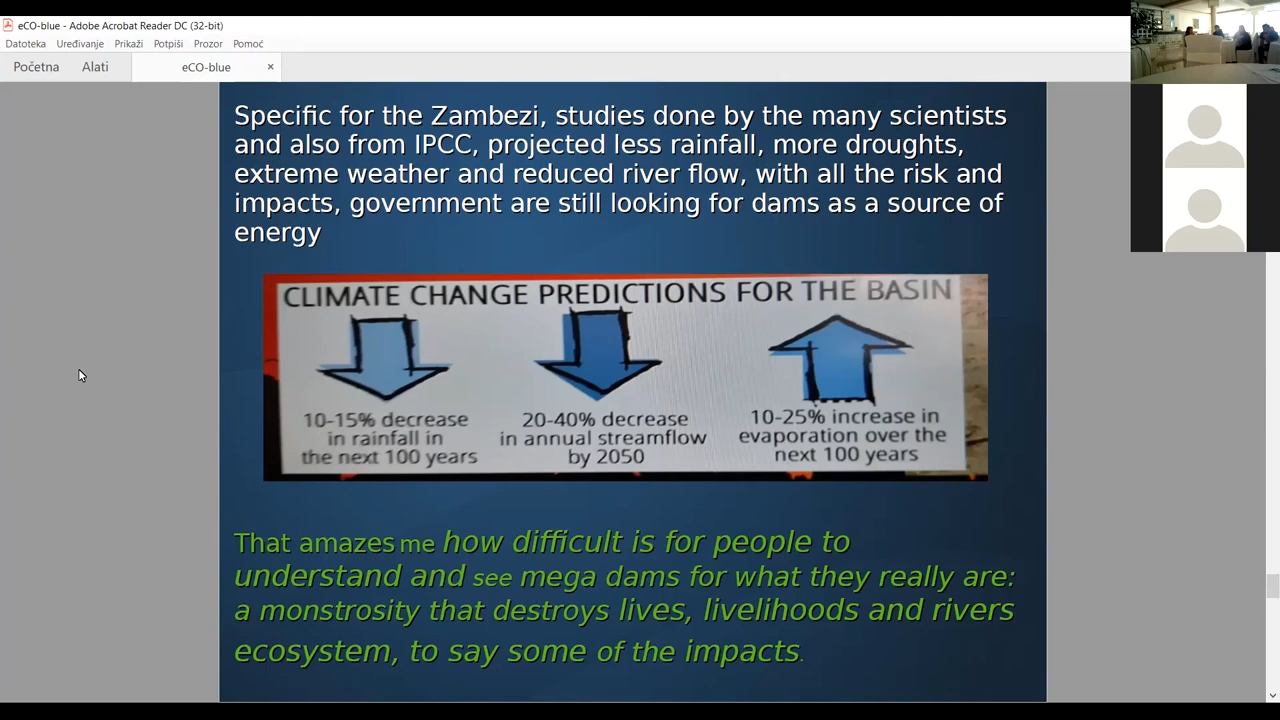 eCO-blue - Adobe Acrobat Reader DC (32-bit)
Datoteka Uređivanje Prikaži Potpiši Prozor Pomoć
Početna Alati eCO-blue ×
Specific for the Zambezi, studies done by the many scientists
and also from IPCC, projected less rainfall, more droughts,
extreme weather and reduced river flow, with all the risk and
impacts, government are still looking for dams as a source of
energy
CLIMATE CHANGE PREDICTIONS FOR THE BASIN
10-15% decrease
in rainfall in
the next 100 years
20-40% decrease
in annual streamflow
by 2050
10-25% increase in
evaporation over the
next 100 years
That amazes me how difficult is for people to
understand and see mega dams for what they really are:
a monstrosity that destroys lives, livelihoods and rivers
ecosystem, to say some of the impacts.